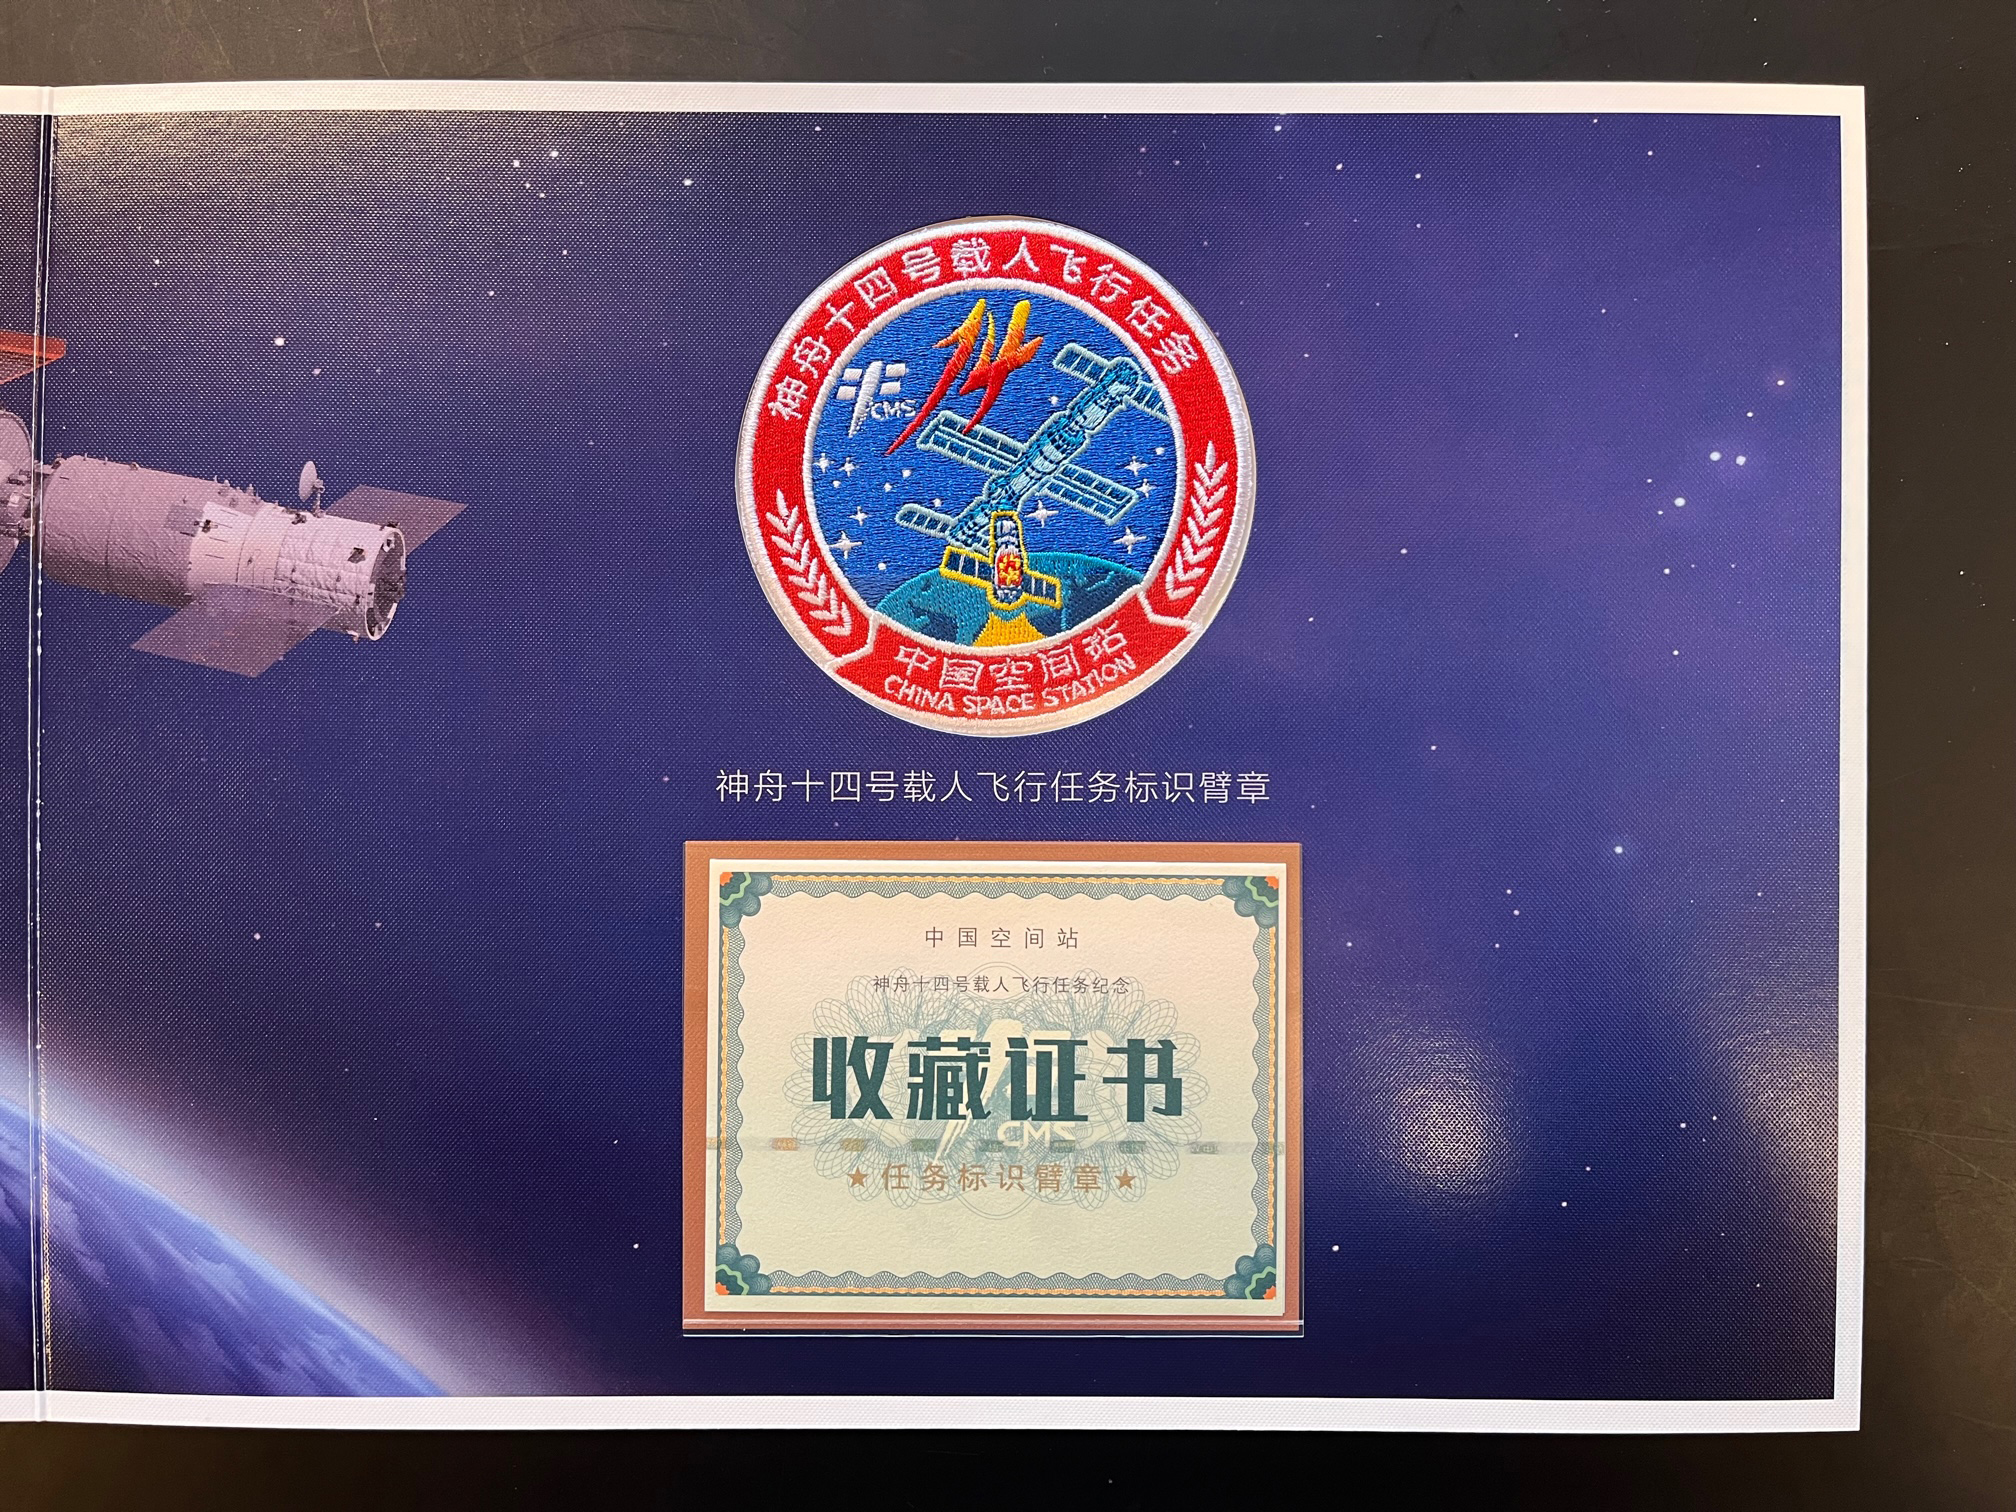 神舟十四号载人飞行任务
14
CMS
中国空间站
CHINA SPACE STATION
神舟十四号载人飞行任务标识臂章
中国空间站
神舟十四号载人飞行任务纪念
收藏证书
CMS
★任务标识臂章★